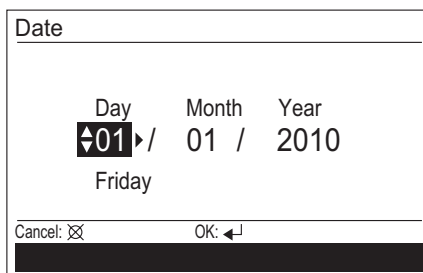 Date
Day Month Year
01 / 01 / 2010
Friday
Cancel: OK: